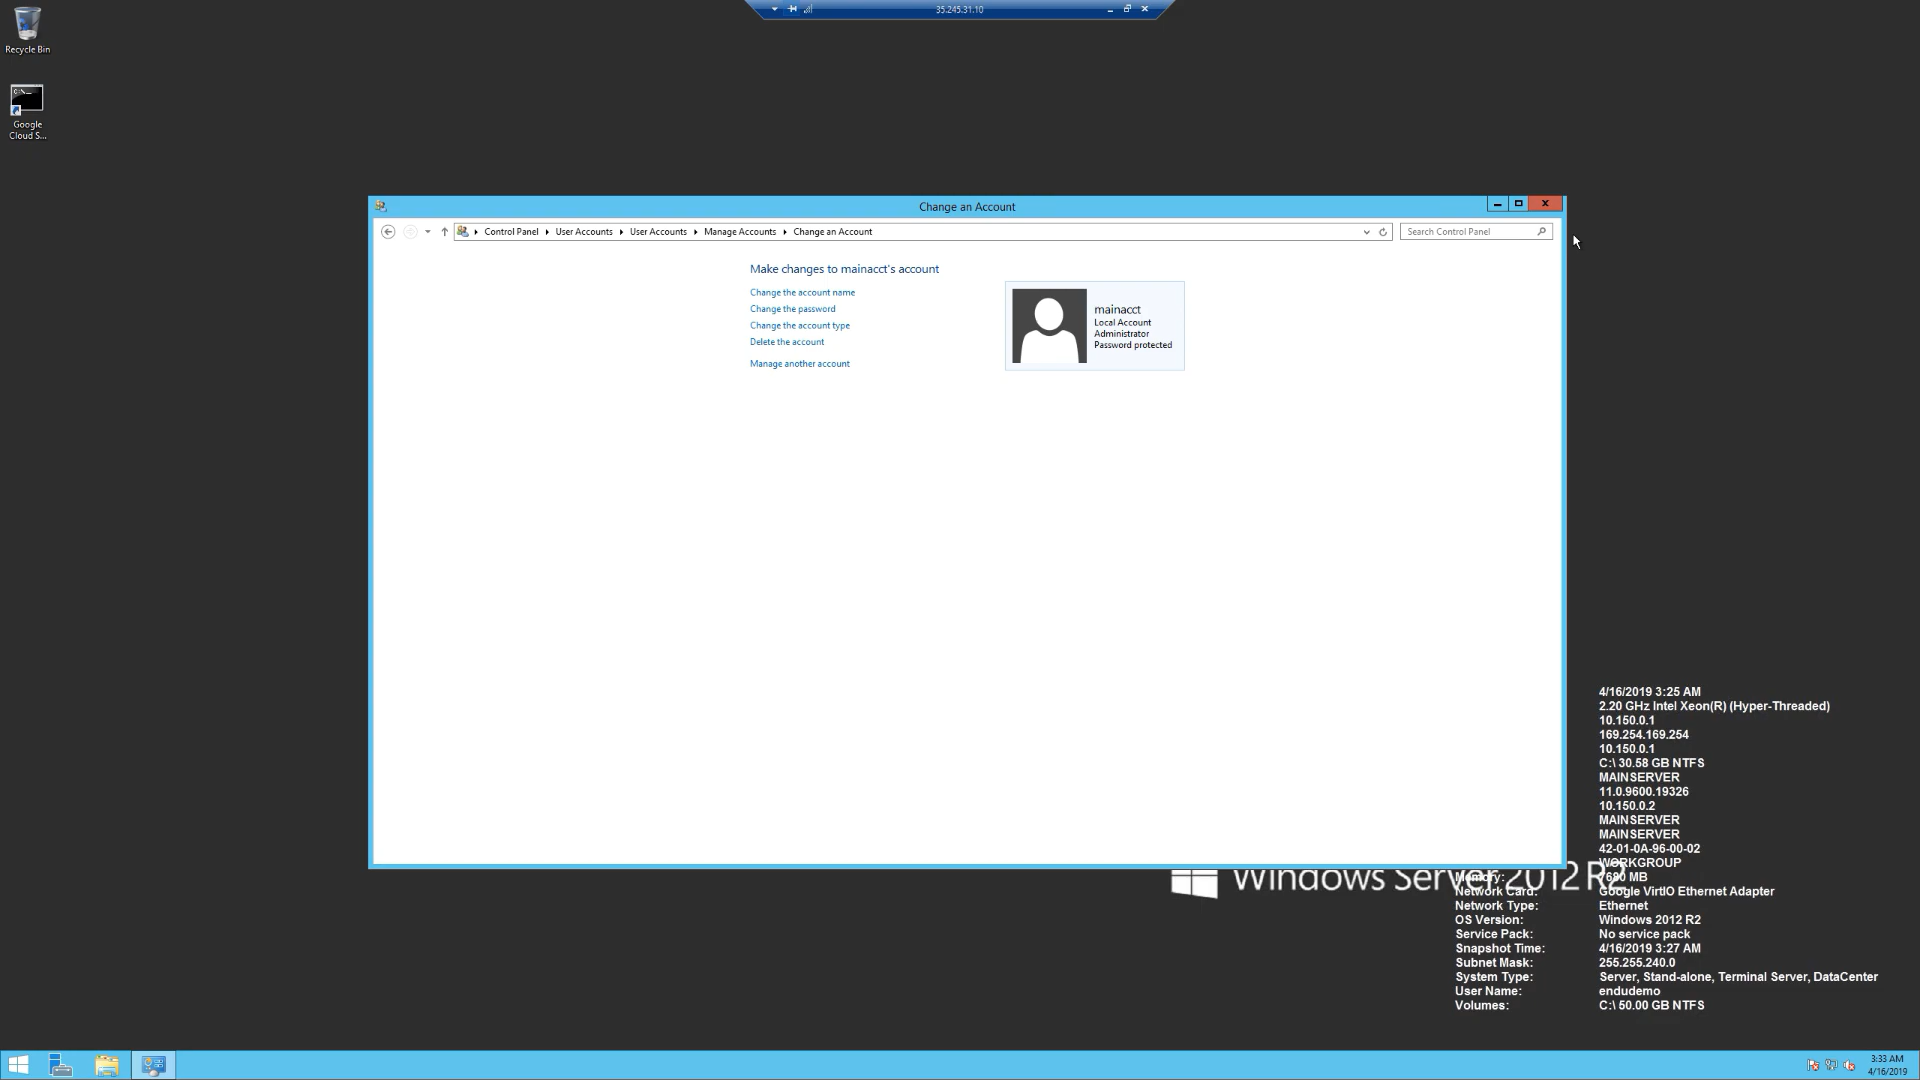 35.245.31.10
Recycle Bin
Google
Cloud S...
Change an Account
Control Panel
User Accounts
User Accounts
Manage Accounts
Change an Account
Search Control Panel
Make changes to mainacct's account
Change the account name
Change the password
Change the account type
Delete the account
Manage another account
mainacct
Local Account
Administrator
Password protected
4/16/2019 3:25 AM
2.20 GHz Intel Xeon(R) (Hyper-Threaded)
10.150.0.1
169.254.169.254
10.150.0.1
C:\ 30.58 GB NTFS
MAINSERVER
11.0.9600.19326
10.150.0.2
MAINSERVER
MAINSERVER
42-01-0A-96-00-02
WORKGROUP
Windows Server 2012 R2
Memory: 7680 MB
Network Card: Google VirtIO Ethernet Adapter
Network Type: Ethernet
OS Version: Windows 2012 R2
Service Pack: No service pack
Snapshot Time: 4/16/2019 3:27 AM
Subnet Mask: 255.255.240.0
System Type: Server, Stand-alone, Terminal Server, DataCenter
User Name: endudemo
Volumes: C:\ 50.00 GB NTFS
3:33 AM
4/16/2019